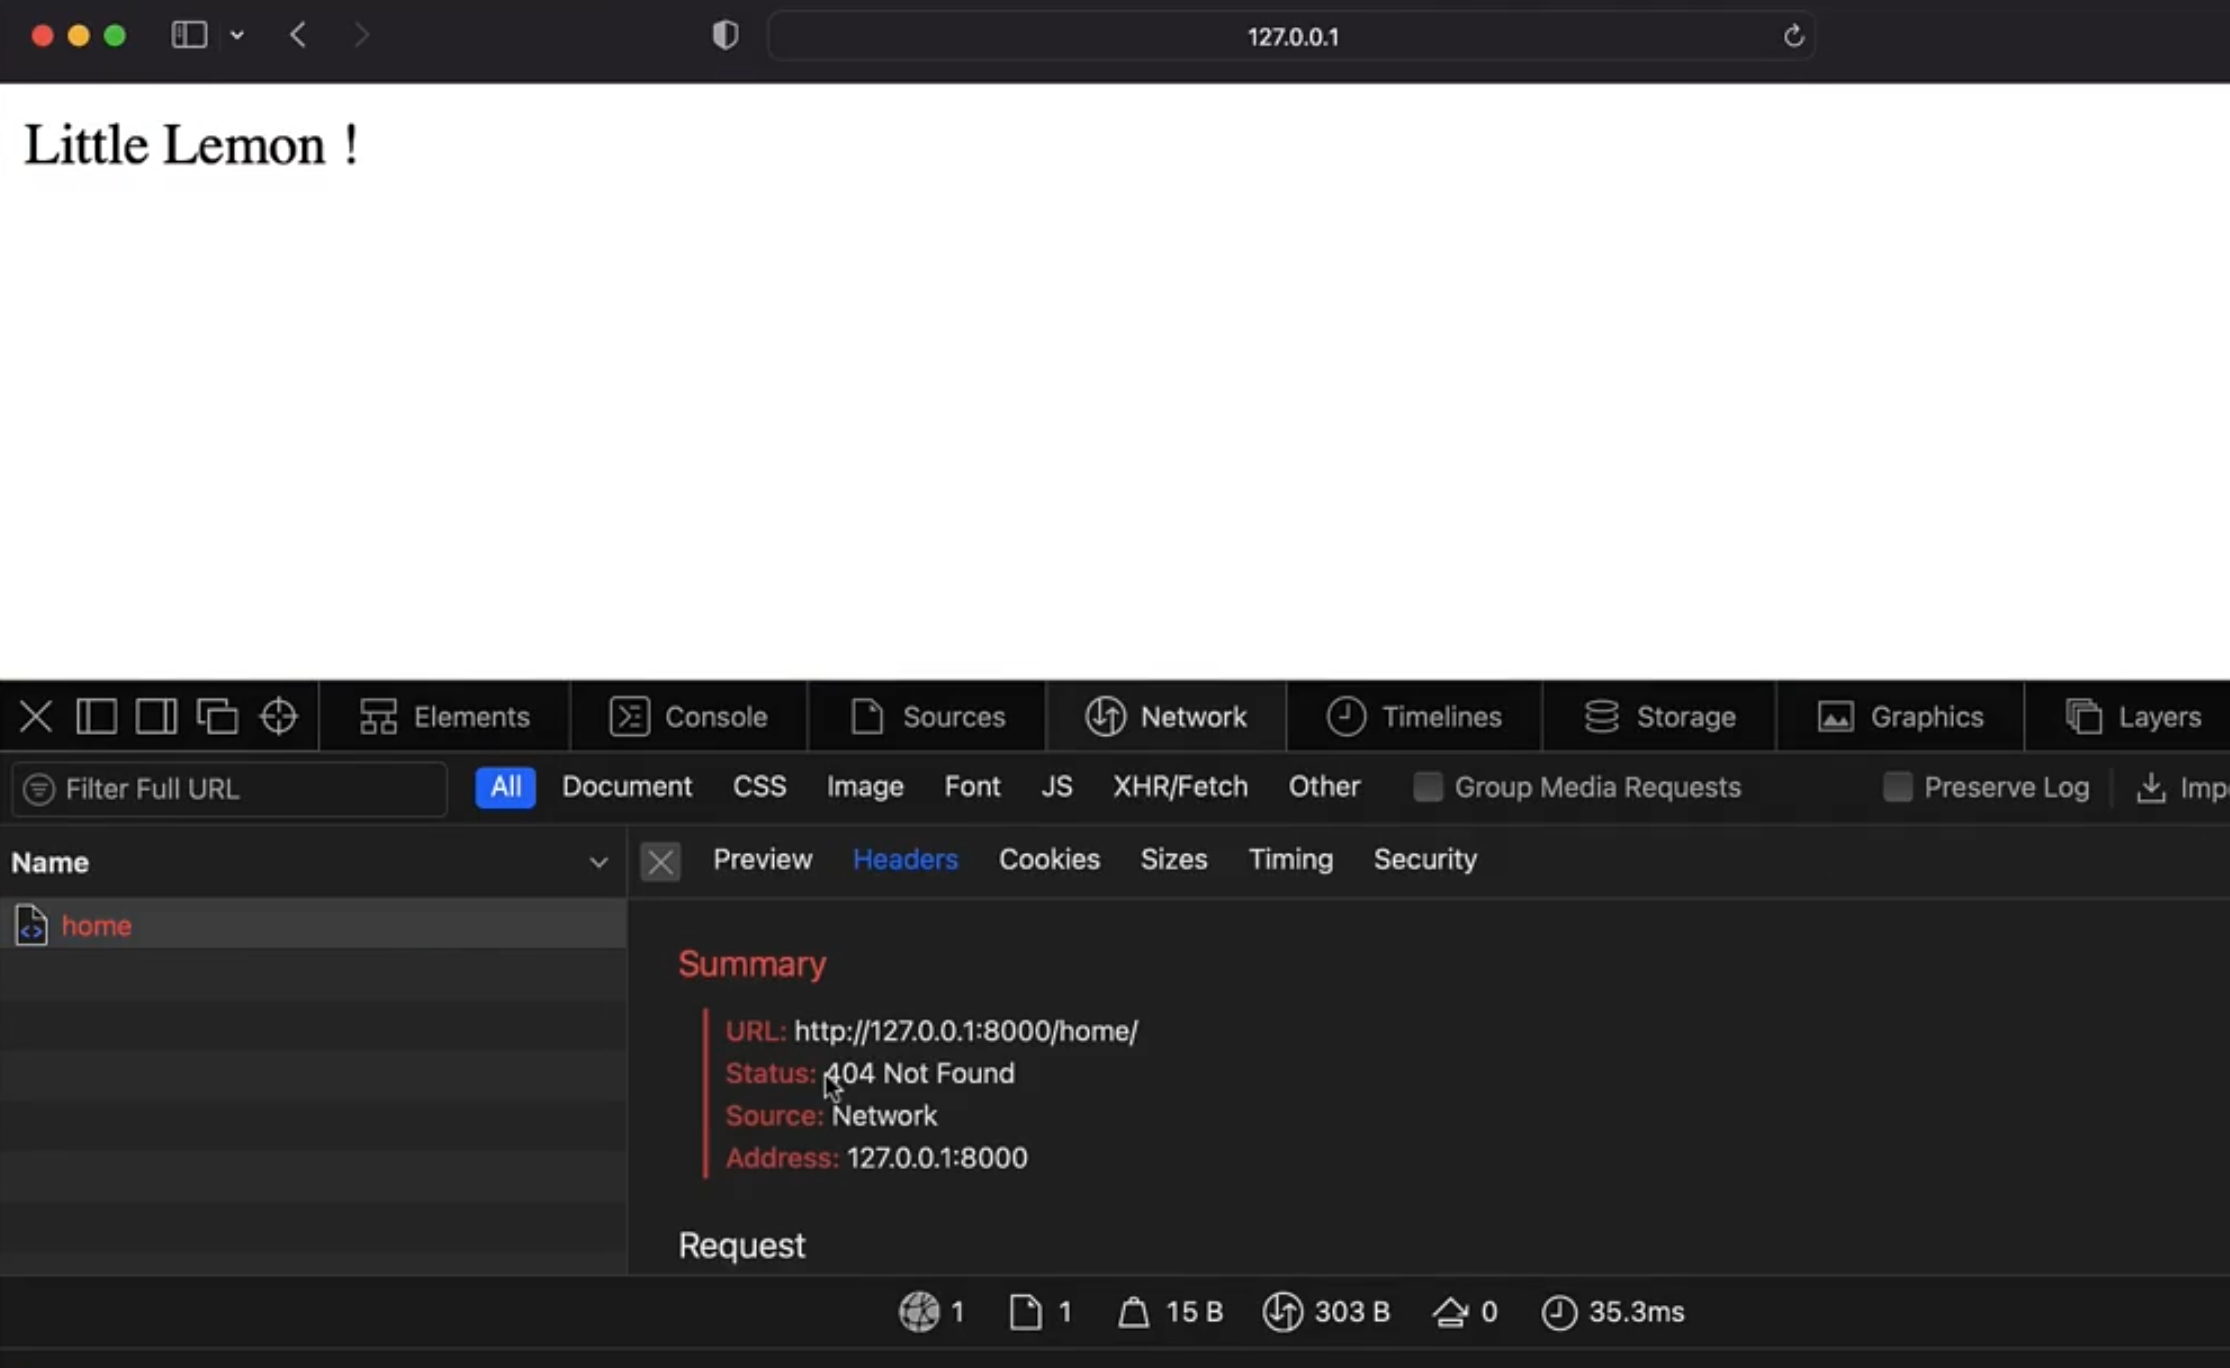 127.0.0.1
Little Lemon !
Elements Console Sources Network Timelines Storage Graphics Layers
Filter Full URL All Document CSS Image Font JS XHR/Fetch Other Group Media Requests Preserve Log Imp
Name Preview Headers Cookies Sizes Timing Security
home
Summary
URL: http://127.0.0.1:8000/home/
Status: 404 Not Found
Source: Network
Address: 127.0.0.1:8000
Request
1 1 15 B 303 B 0 35.3ms